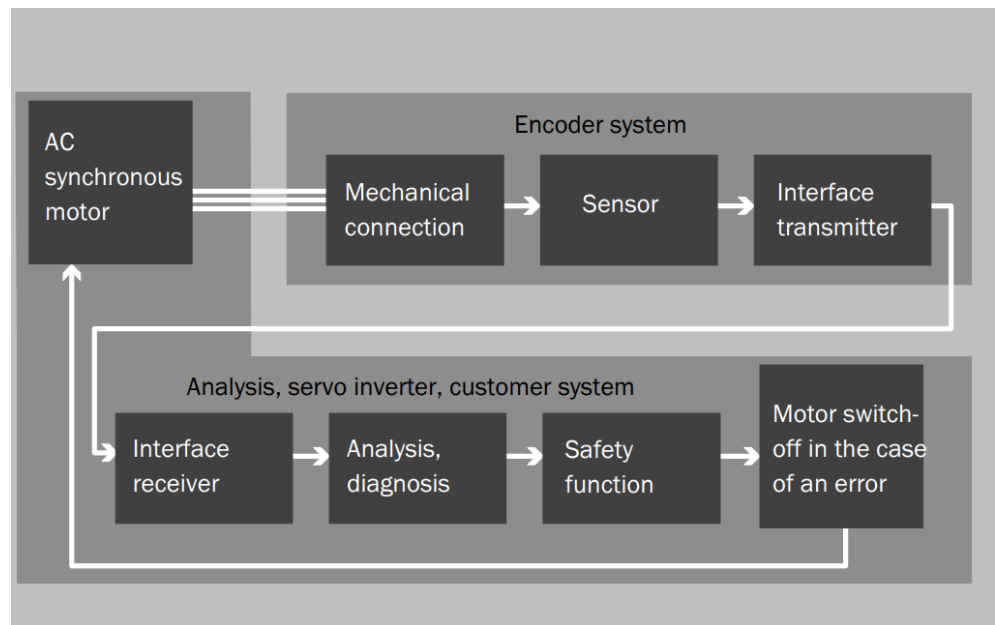 AC
synchronous
motor
Encoder system
Mechanical
connection
Sensor
Interface
transmitter
Analysis, servo inverter, customer system
Interface
receiver
Analysis,
diagnosis
Safety
function
Motor switch-
off in the case
of an error